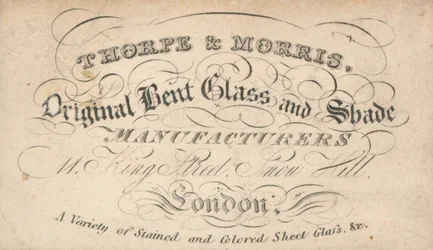 THORPE & MORRIS,
Original Bent Glass and Shade
MANUFACTURERS
11. King Street. Snow Hill.
London.
A Variety of Stained and Colored Sheet Glass. &c.